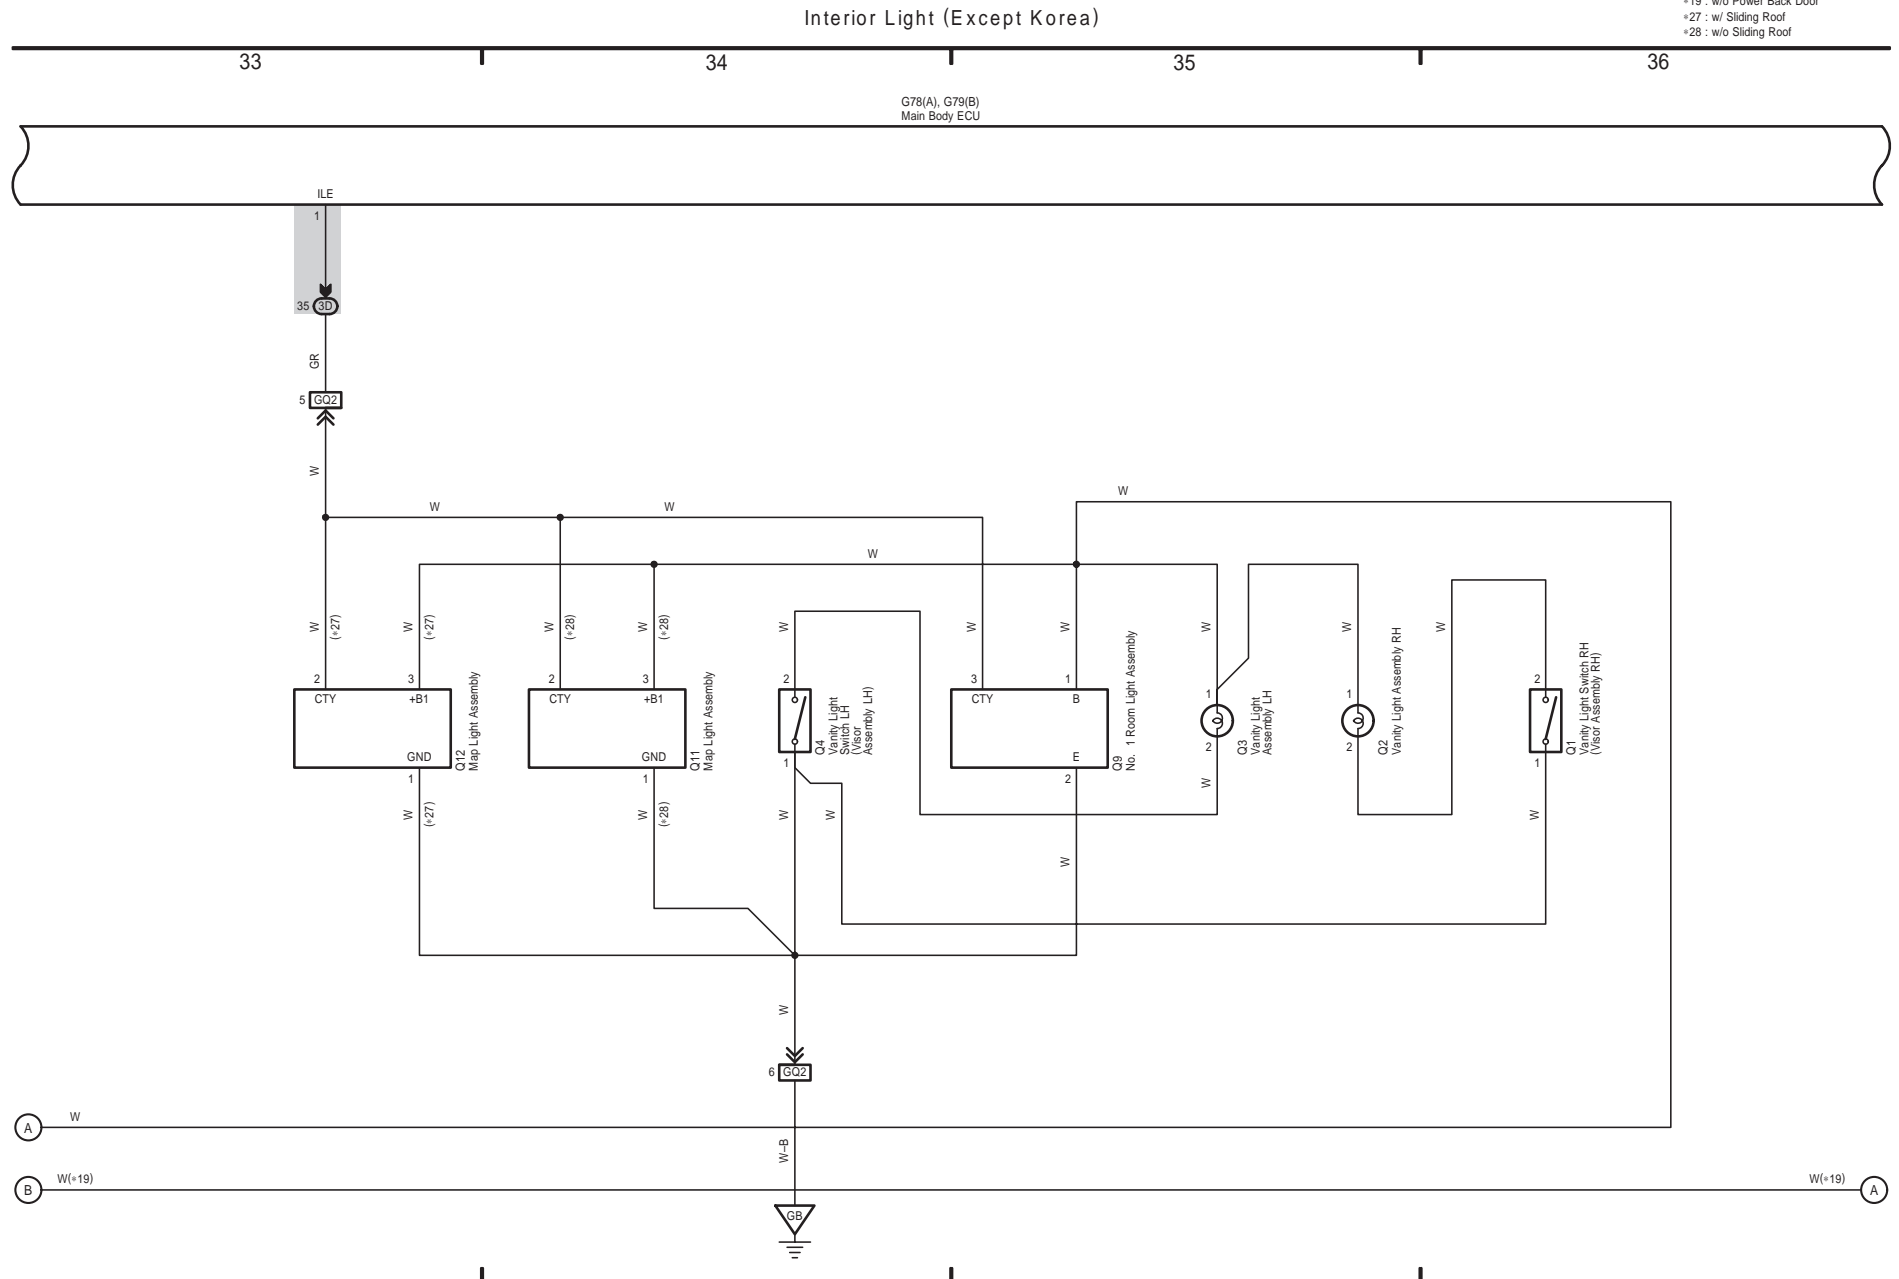 Interior Light (Except Korea)
∗19 : w/o Power Back Door
∗27 : w/ Sliding Roof
∗28 : w/o Sliding Roof
33
34
35
36
G78(A), G79(B)
Main Body ECU
ILE
1
35
3D
GR
5
GQ2
W
W
W
W
W
W
(∗27)
W
(∗27)
W
(∗28)
W
(∗28)
W
W
W
W
W
W
2
CTY
3
+B1
GND
1
Q12
Map Light Assembly
2
CTY
3
+B1
GND
1
Q11
Map Light Assembly
2
1
Q4
Vanity Light
Switch LH
(Visor
Assembly LH)
3
CTY
1
B
E
2
Q9
No. 1 Room Light Assembly
1
2
Q3
Vanity Light
Assembly LH
1
2
Q2
Vanity Light Assembly RH
2
1
Q1
Vanity Light Switch RH
(Visor Assembly RH)
W
(∗27)
W
(∗28)
W
W
W
W
W
W
6
GQ2
A
W
W–B
B
W(∗19)
W(∗19)
A
GB